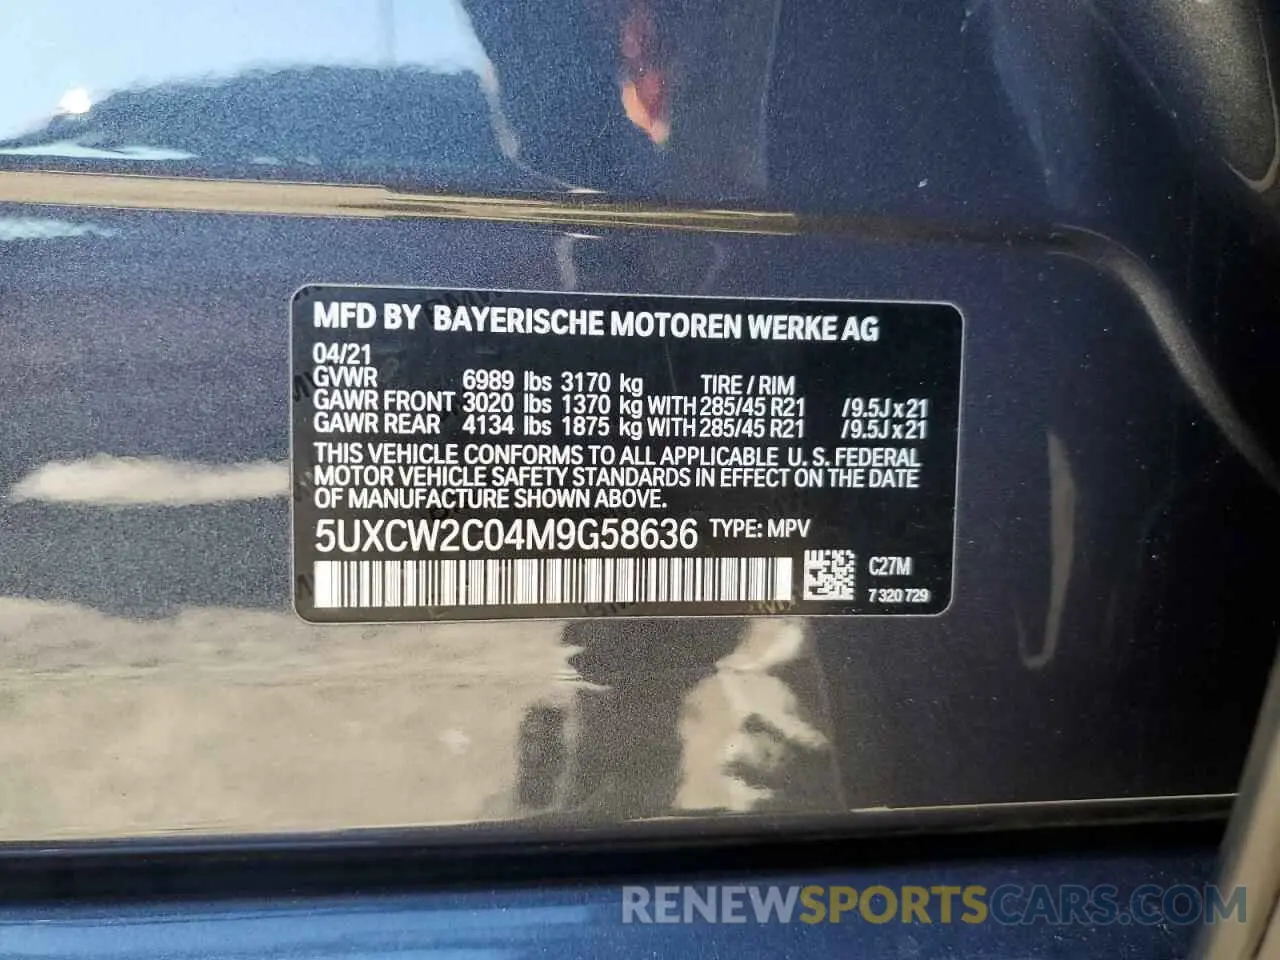 MFD BY BAYERISCHE MOTOREN WERKE AG
04/21
GVWR 6989 lbs 3170 kg TIRE / RIM
GAWR FRONT 3020 lbs 1370 kg WITH 285/45 R21 /9.5J x 21
GAWR REAR 4134 lbs 1875 kg WITH 285/45 R21 /9.5J x 21
THIS VEHICLE CONFORMS TO ALL APPLICABLE U. S. FEDERAL
MOTOR VEHICLE SAFETY STANDARDS IN EFFECT ON THE DATE
OF MANUFACTURE SHOWN ABOVE.
5UXCW2C04M9G58636 TYPE: MPV
C27M
7 320 729
RENEWSPORTSCARS.COM